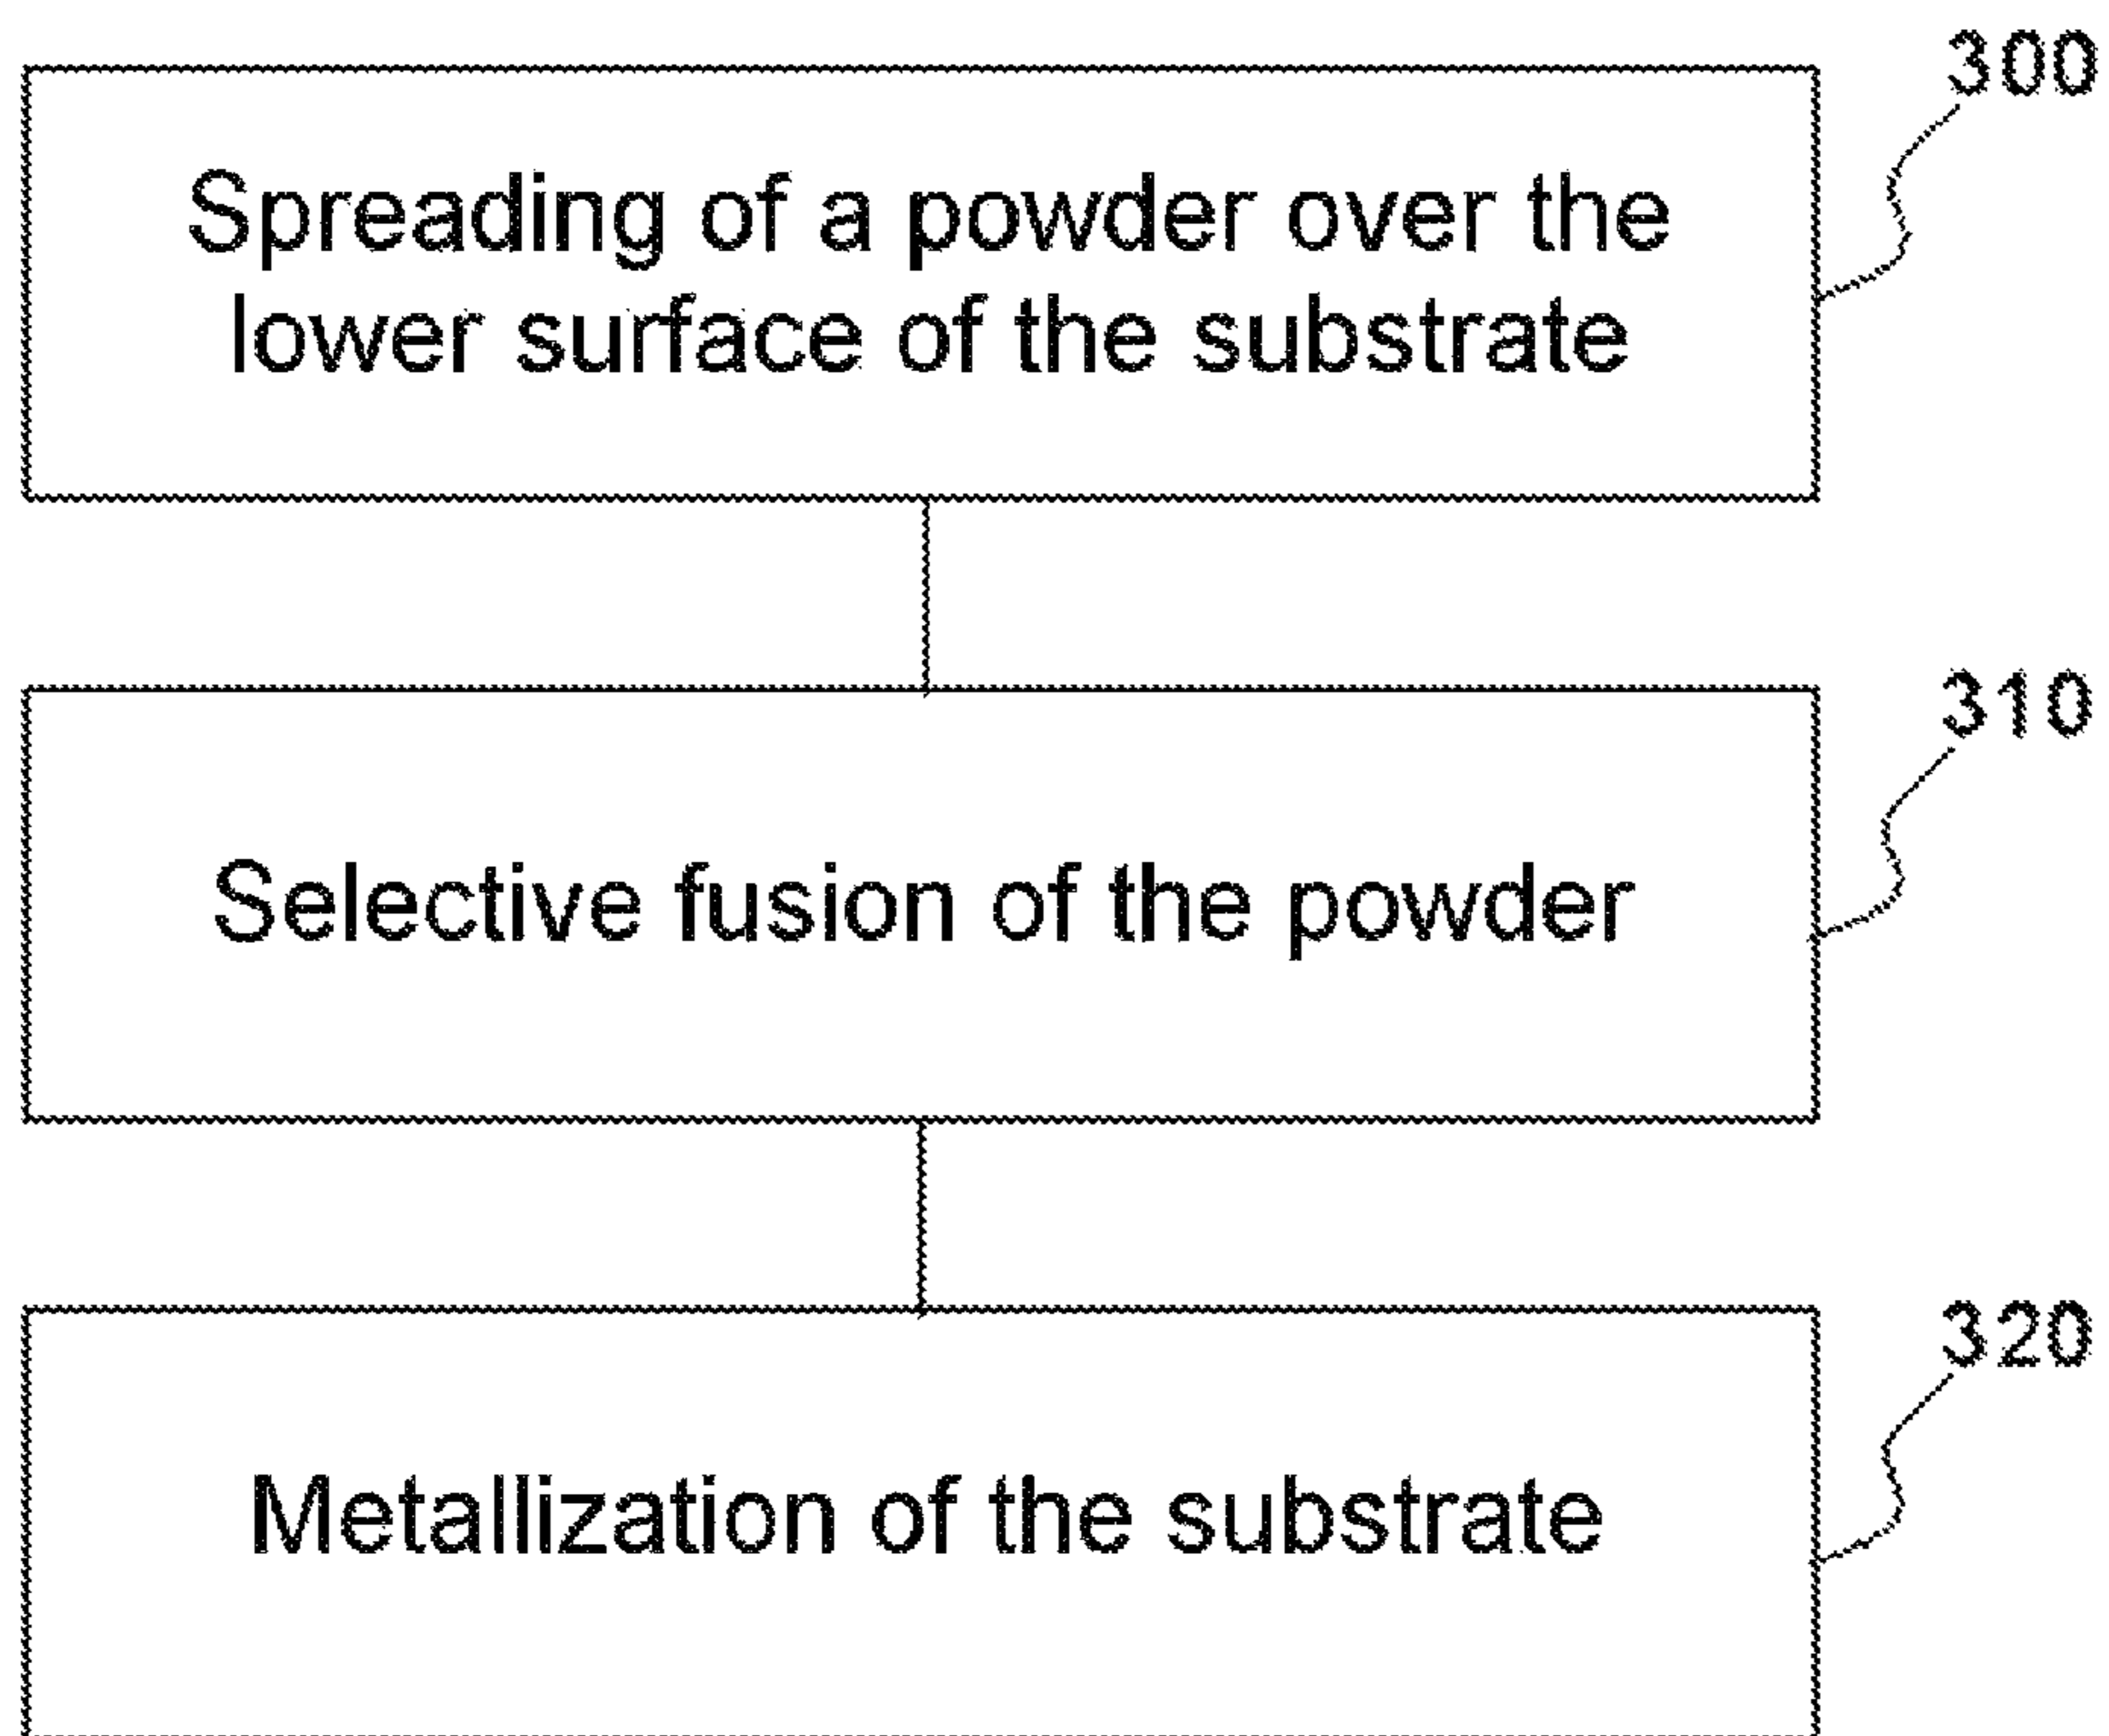 300
Spreading of a powder over the
lower surface of the substrate
310
Selective fusion of the powder
320
Metallization of the substrate